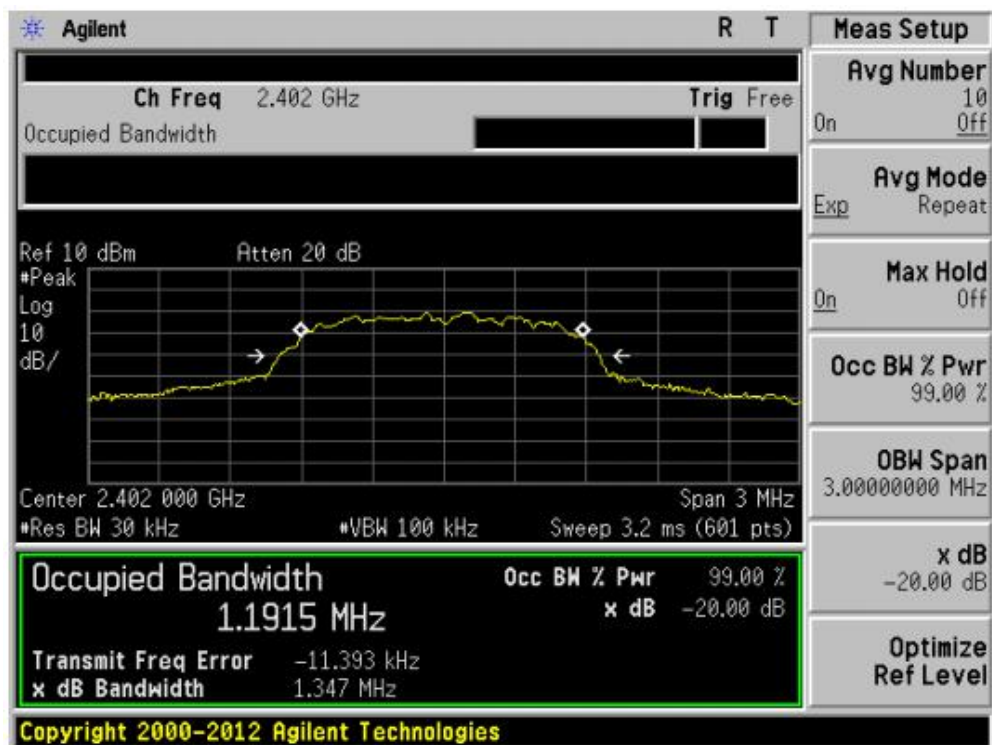 Agilent R T Meas Setup
Ch Freq 2.402 GHz Trig Free
Occupied Bandwidth
Ref 10 dBm Atten 20 dB
#Peak
Log
10
dB/
Center 2.402 000 GHz Span 3 MHz
#Res BW 30 kHz #VBW 100 kHz Sweep 3.2 ms (601 pts)
Occupied Bandwidth Occ BW % Pwr 99.00 %
1.1915 MHz x dB -20.00 dB
Transmit Freq Error -11.393 kHz
x dB Bandwidth 1.347 MHz
Avg Number
10
On Off
Avg Mode
Exp Repeat
Max Hold
On Off
Occ BW % Pwr
99.00 %
OBW Span
3.00000000 MHz
x dB
-20.00 dB
Optimize
Ref Level
Copyright 2000-2012 Agilent Technologies